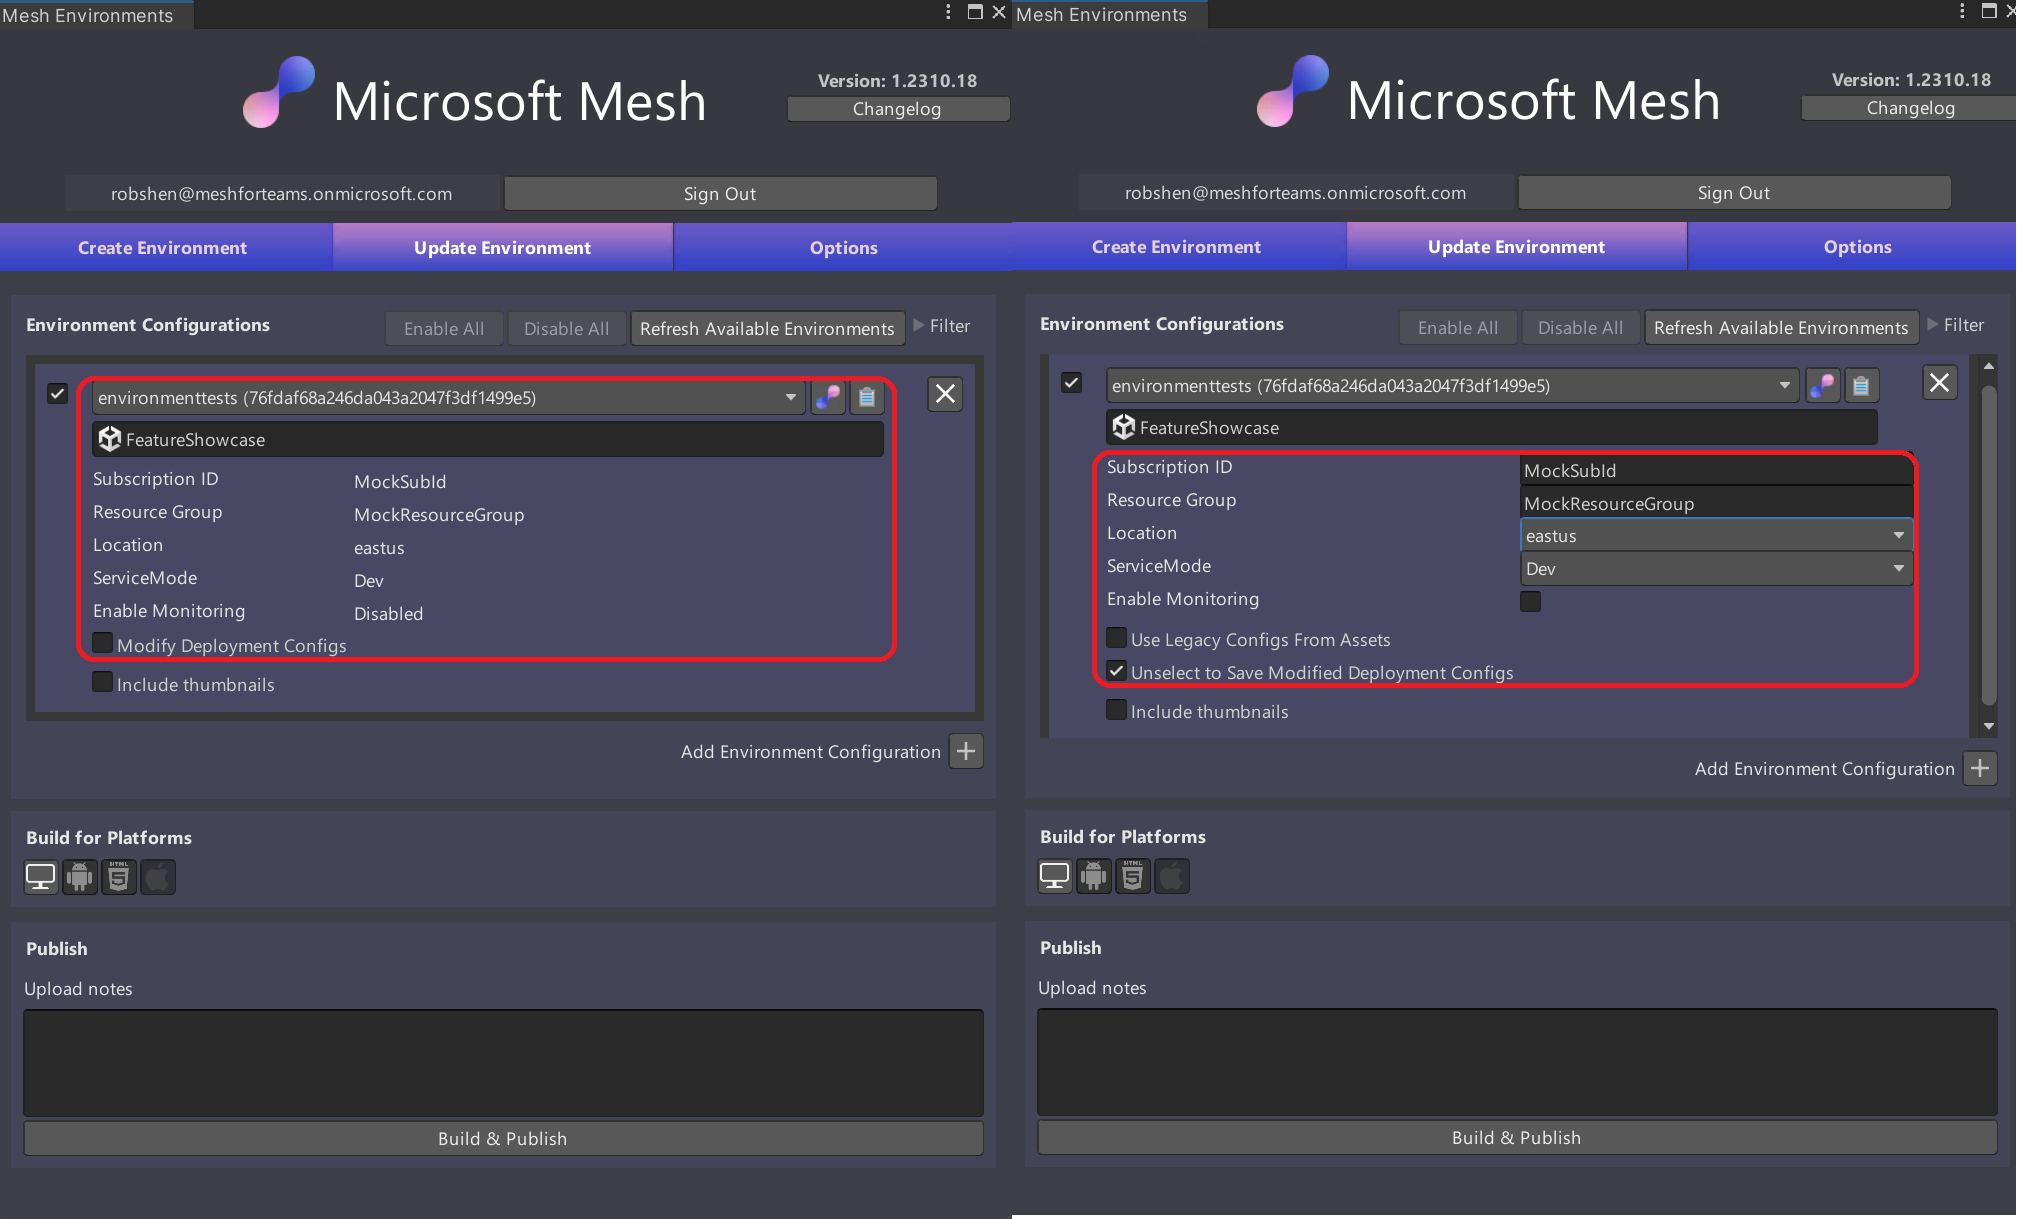 Mesh Environments
Microsoft Mesh
Version: 1.2310.18
Changelog
robshen@meshforteams.onmicrosoft.com
Sign Out
Create Environment
Update Environment
Options
Environment Configurations
Enable All
Disable All
Refresh Available Environments
Filter
environmenttests (76fdaf68a246da043a2047f3df1499e5)
FeatureShowcase
Subscription ID MockSubId
Resource Group MockResourceGroup
Location eastus
ServiceMode Dev
Enable Monitoring Disabled
Modify Deployment Configs
Include thumbnails
Add Environment Configuration
Build for Platforms
HTML
5
Publish
Upload notes
Build & Publish
Mesh Environments
Microsoft Mesh
Version: 1.2310.18
Changelog
robshen@meshforteams.onmicrosoft.com
Sign Out
Create Environment
Update Environment
Options
Environment Configurations
Enable All
Disable All
Refresh Available Environments
Filter
environmenttests (76fdaf68a246da043a2047f3df1499e5)
FeatureShowcase
Subscription ID MockSubId
Resource Group MockResourceGroup
Location eastus
ServiceMode Dev
Enable Monitoring
Use Legacy Configs From Assets
Unselect to Save Modified Deployment Configs
Include thumbnails
Add Environment Configuration
Build for Platforms
HTML
5
Publish
Upload notes
Build & Publish